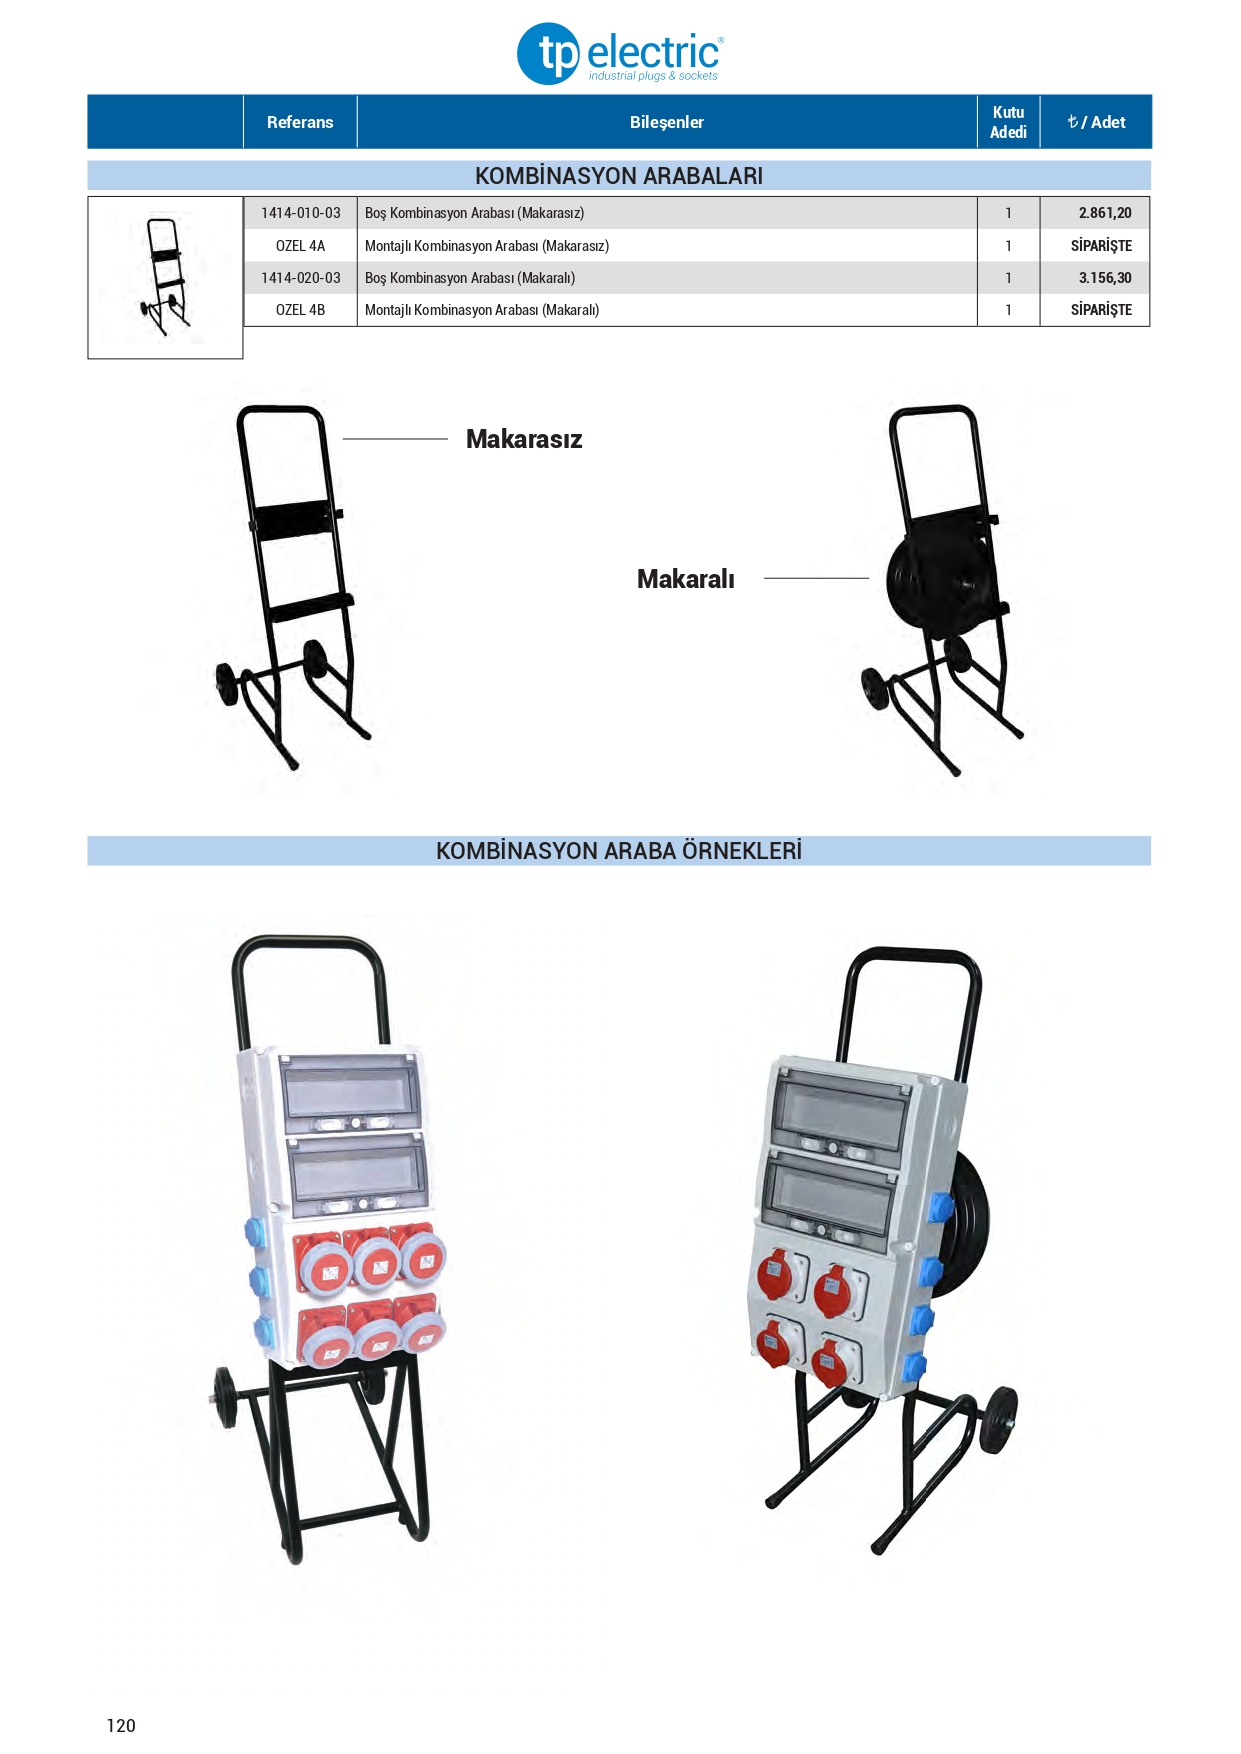 tp electric®
industrial plugs & sockets
Referans Bileşenler Kutu Adedi ₺ / Adet
KOMBİNASYON ARABALARI
1414-010-03 Boş Kombinasyon Arabası (Makarasız) 1 2.861,20
OZEL 4A Montajlı Kombinasyon Arabası (Makarasız) 1 SİPARİŞTE
1414-020-03 Boş Kombinasyon Arabası (Makaralı) 1 3.156,30
OZEL 4B Montajlı Kombinasyon Arabası (Makaralı) 1 SİPARİŞTE
Makarasız
Makaralı
KOMBİNASYON ARABA ÖRNEKLERİ
120